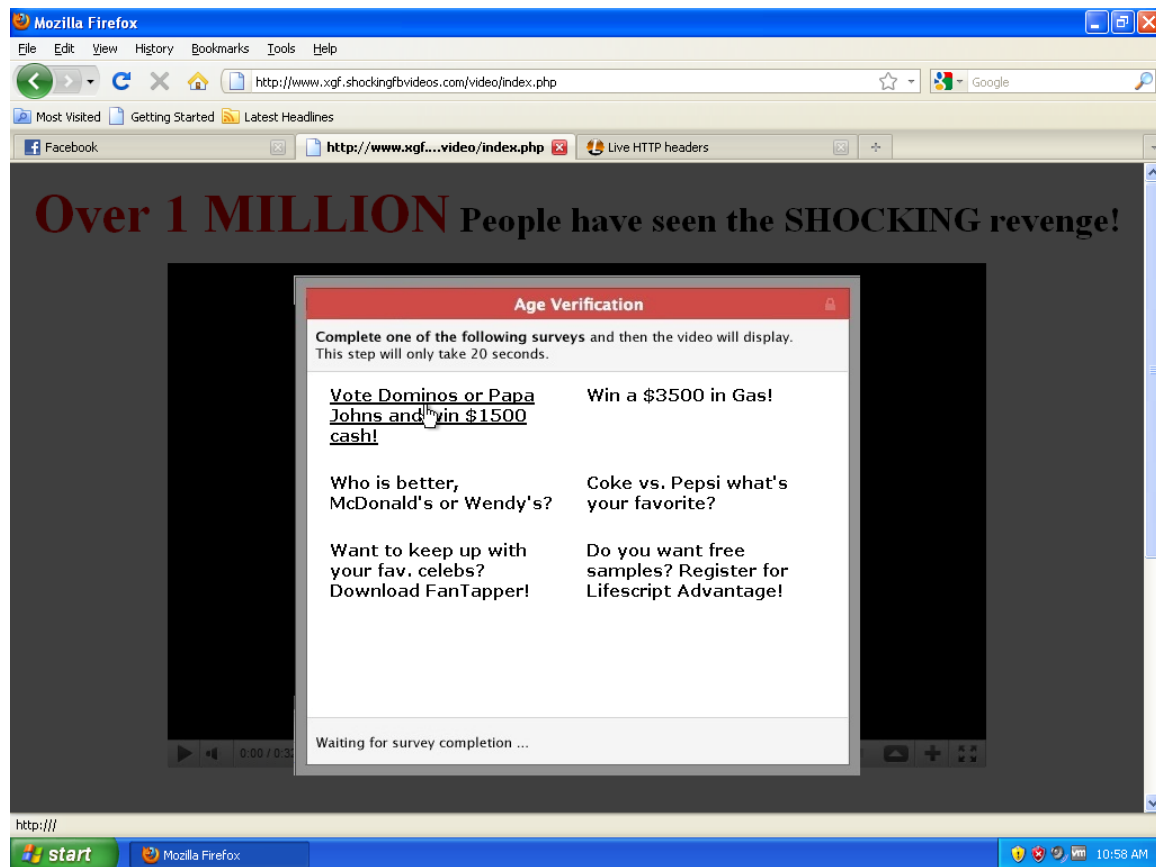 Mozilla Firefox
File Edit View History Bookmarks Tools Help
http://www.xgf.shockingfbvideos.com/video/index.php
Google
Most Visited Getting Started Latest Headlines
Facebook
http://www.xgf....video/index.php
Live HTTP headers
Over 1 MILLION People have seen the SHOCKING revenge!
Age Verification
Complete one of the following surveys and then the video will display.
This step will only take 20 seconds.
Vote Dominos or Papa
Johns and win $1500
cash!
Win a $3500 in Gas!
Who is better,
McDonald's or Wendy's?
Coke vs. Pepsi what's
your favorite?
Want to keep up with
your fav. celebs?
Download FanTapper!
Do you want free
samples? Register for
Lifescript Advantage!
Waiting for survey completion ...
0:00 / 0:32
http:///
start
Mozilla Firefox
vm
10:58 AM